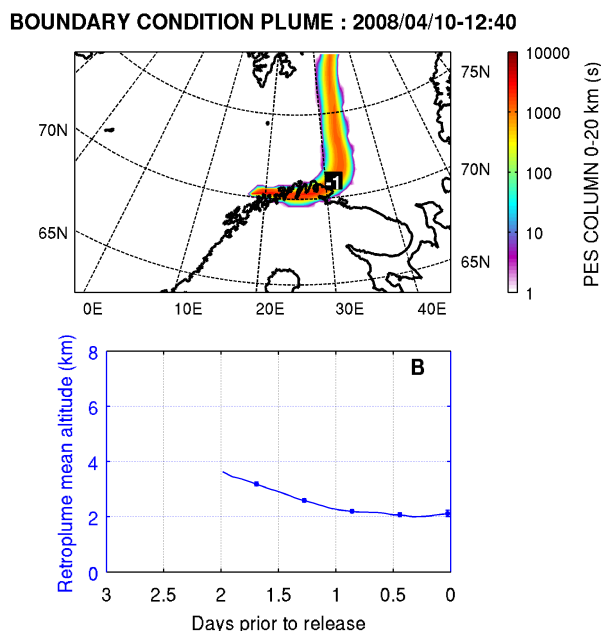 BOUNDARY CONDITION PLUME : 2008/04/10-12:40
75N
70N
70N
65N
65N
0E 10E 20E 30E 40E
10000
1000
100
10
1
PES COLUMN 0-20 km (s)
B
8
6
4
2
0
Retroplume mean altitude (km)
3 2.5 2 1.5 1 0.5 0
Days prior to release